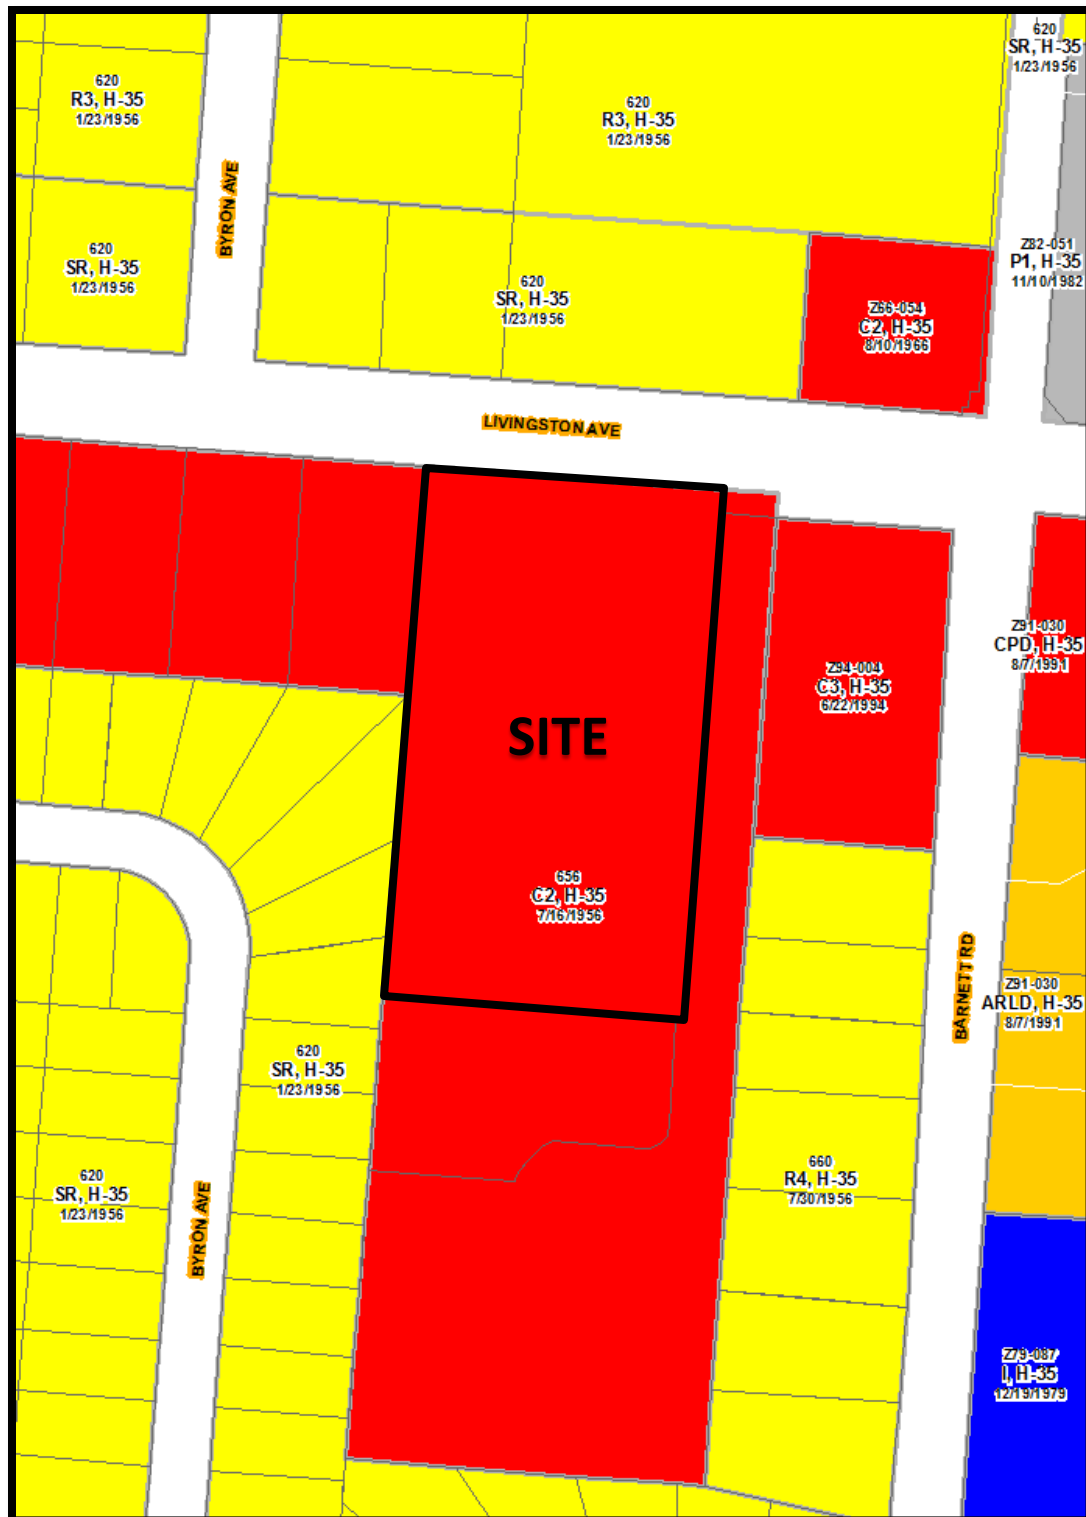 620
SR, H-35
1/23/1956
620
R3, H-35
1/23/1956
620
R3, H-35
1/23/1956
BYRON AVE
620
SR, H-35
1/23/1956
Z82-051
P1, H-35
11/10/1982
620
SR, H-35
1/23/1956
Z66-054
C2, H-35
8/10/1966
LIVINGSTON AVE
Z91-030
CPD, H-35
8/7/1991
Z94-004
C3, H-35
6/22/1994
SITE
656
C2, H-35
7/16/1956
BARNETT RD
Z91-030
ARLD, H-35
8/7/1991
620
SR, H-35
1/23/1956
660
R4, H-35
7/30/1956
620
SR, H-35
1/23/1956
BYRON AVE
Z79-087
I, H-35
12/19/1979